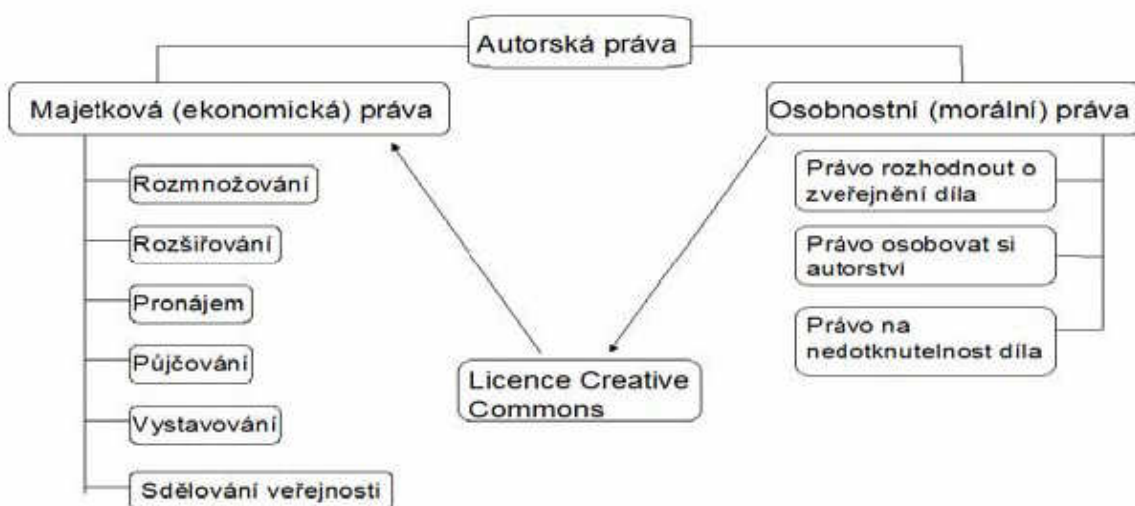 Autorská práva
Majetková (ekonomická) práva
Rozmnožování
Rozšiřování
Pronájem
Půjčování
Vystavování
Sdělování veřejnosti
Licence Creative
Commons
Osobnostní (morální) práva
Právo rozhodnout o
zveřejnění díla
Právo osobovat si
autorství
Právo na
nedotknutelnost díla